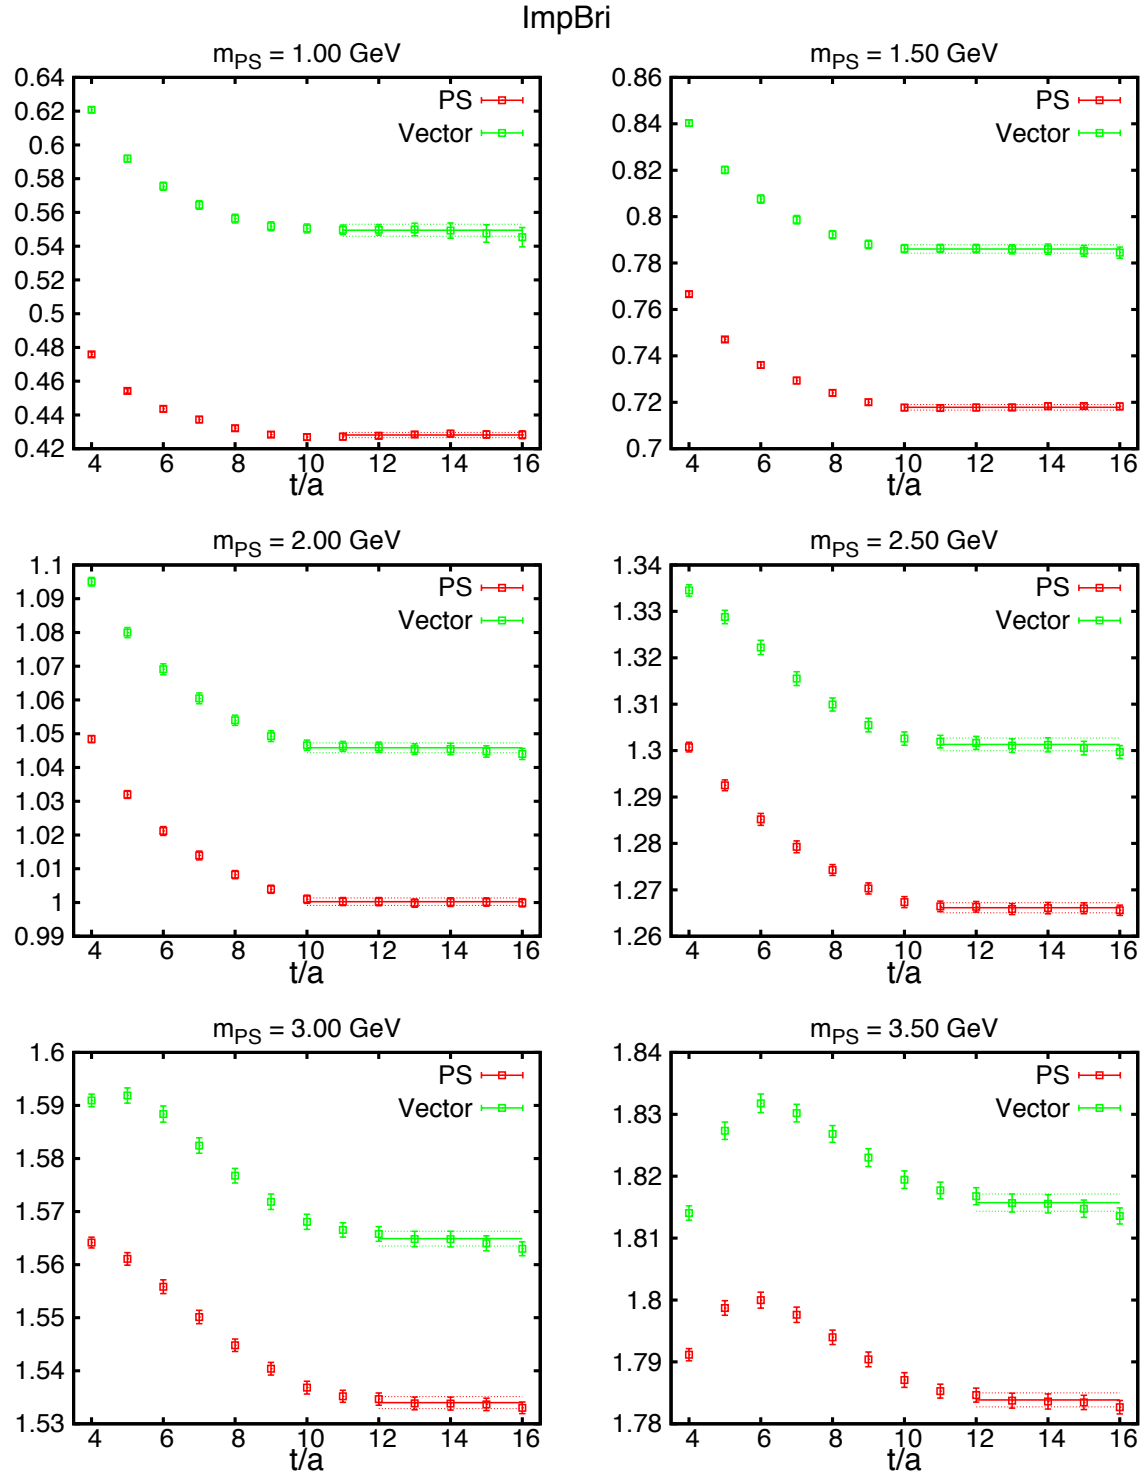 ImpBri
m_PS = 1.00 GeV
0.64
0.62
0.6
0.58
0.56
0.54
0.52
0.5
0.48
0.46
0.44
0.42
PS
Vector
4 6 8 10 12 14 16
t/a
m_PS = 1.50 GeV
0.86
0.84
0.82
0.8
0.78
0.76
0.74
0.72
0.7
PS
Vector
4 6 8 10 12 14 16
t/a
m_PS = 2.00 GeV
1.1
1.09
1.08
1.07
1.06
1.05
1.04
1.03
1.02
1.01
1
0.99
PS
Vector
4 6 8 10 12 14 16
t/a
m_PS = 2.50 GeV
1.34
1.33
1.32
1.31
1.3
1.29
1.28
1.27
1.26
PS
Vector
4 6 8 10 12 14 16
t/a
m_PS = 3.00 GeV
1.6
1.59
1.58
1.57
1.56
1.55
1.54
1.53
PS
Vector
4 6 8 10 12 14 16
t/a
m_PS = 3.50 GeV
1.84
1.83
1.82
1.81
1.8
1.79
1.78
PS
Vector
4 6 8 10 12 14 16
t/a